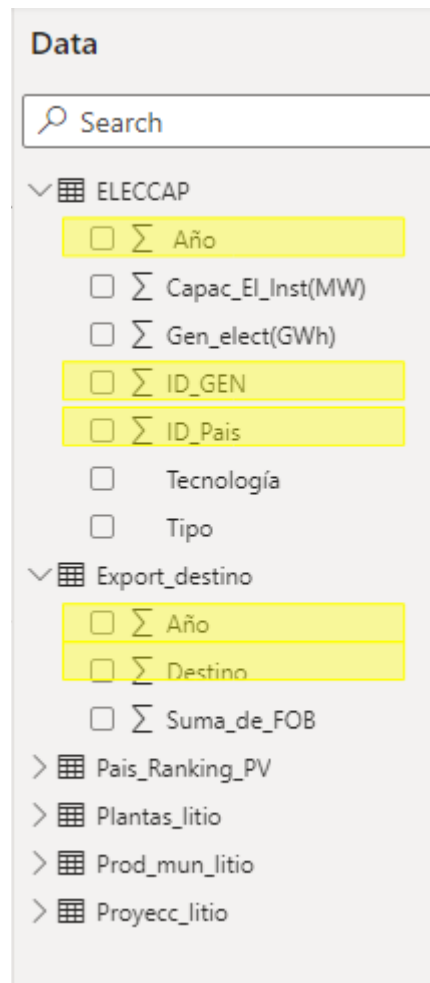 Data
Search
ELECCAP
∑ Año
∑ Capac_El_Inst(MW)
∑ Gen_elect(GWh)
∑ ID_GEN
∑ ID_Pais
Tecnología
Tipo
Export_destino
∑ Año
∑ Destino
∑ Suma_de_FOB
Pais_Ranking_PV
Plantas_litio
Prod_mun_litio
Proyecc_litio